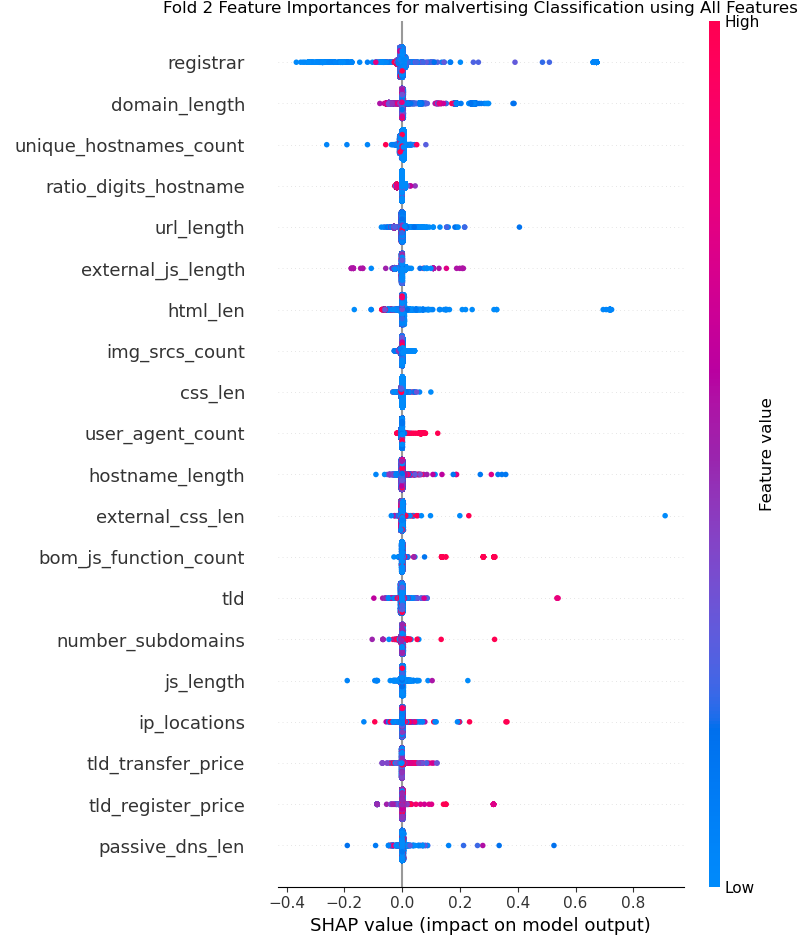 Fold 2 Feature Importances for malvertising Classification using All Features
High
registrar
domain_length
unique_hostnames_count
ratio_digits_hostname
url_length
external_js_length
html_len
img_srcs_count
css_len
user_agent_count
hostname_length
external_css_len
bom_js_function_count
tld
number_subdomains
js_length
ip_locations
tld_transfer_price
tld_register_price
passive_dns_len
Feature value
Low
−0.4 −0.2 0.0 0.2 0.4 0.6 0.8
SHAP value (impact on model output)